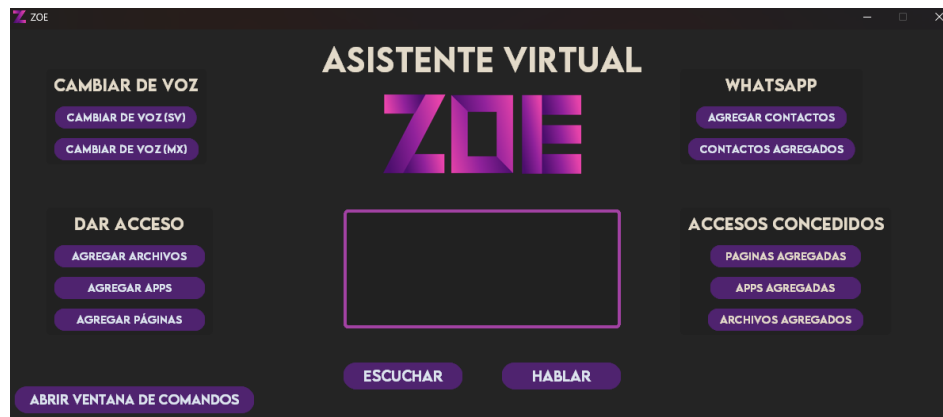 ZOE
ASISTENTE VIRTUAL
ZOE
CAMBIAR DE VOZ
CAMBIAR DE VOZ (SV)
CAMBIAR DE VOZ (MX)
WHATSAPP
AGREGAR CONTACTOS
CONTACTOS AGREGADOS
DAR ACCESO
AGREGAR ARCHIVOS
AGREGAR APPS
AGREGAR PÁGINAS
ACCESOS CONCEDIDOS
PAGINAS AGREGADAS
APPS AGREGADAS
ARCHIVOS AGREGADOS
ESCUCHAR
HABLAR
ABRIR VENTANA DE COMANDOS